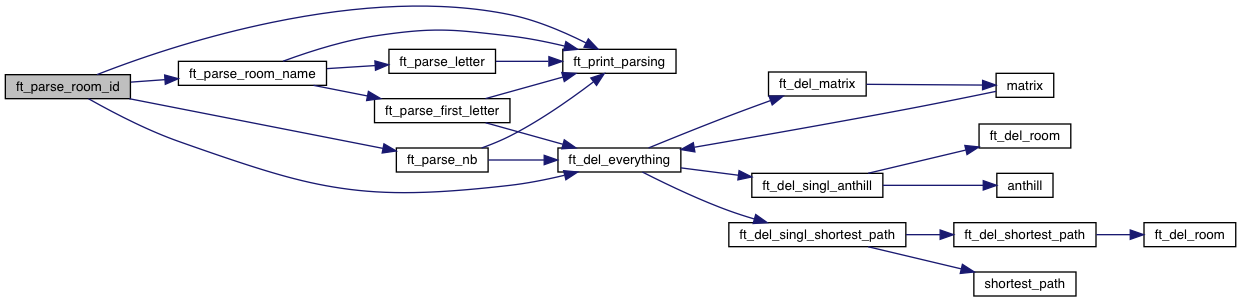 ft_parse_room_id
ft_parse_room_name
ft_parse_letter
ft_print_parsing
ft_parse_first_letter
ft_parse_nb
ft_del_everything
ft_del_matrix
matrix
ft_del_room
ft_del_singl_anthill
anthill
ft_del_singl_shortest_path
ft_del_shortest_path
ft_del_room
shortest_path